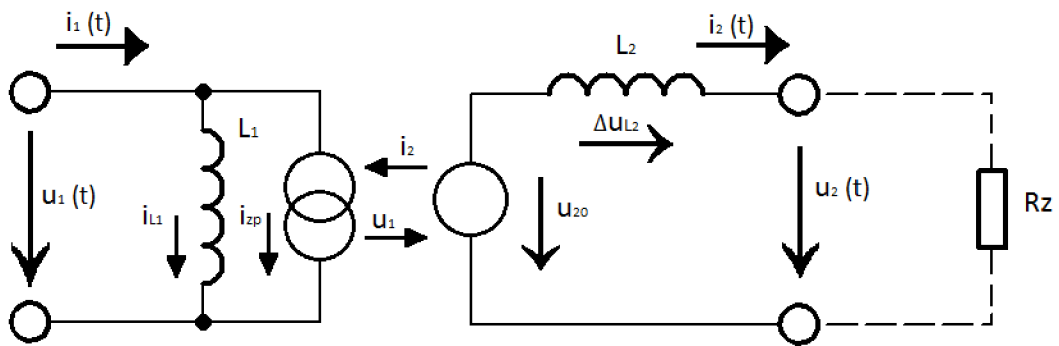 i₁ (t)
L₂
i₂ (t)
L₁
i₂
ΔuL₂
u₁ (t)
iL₁
izp
u₁
u₂₀
u₂ (t)
Rz